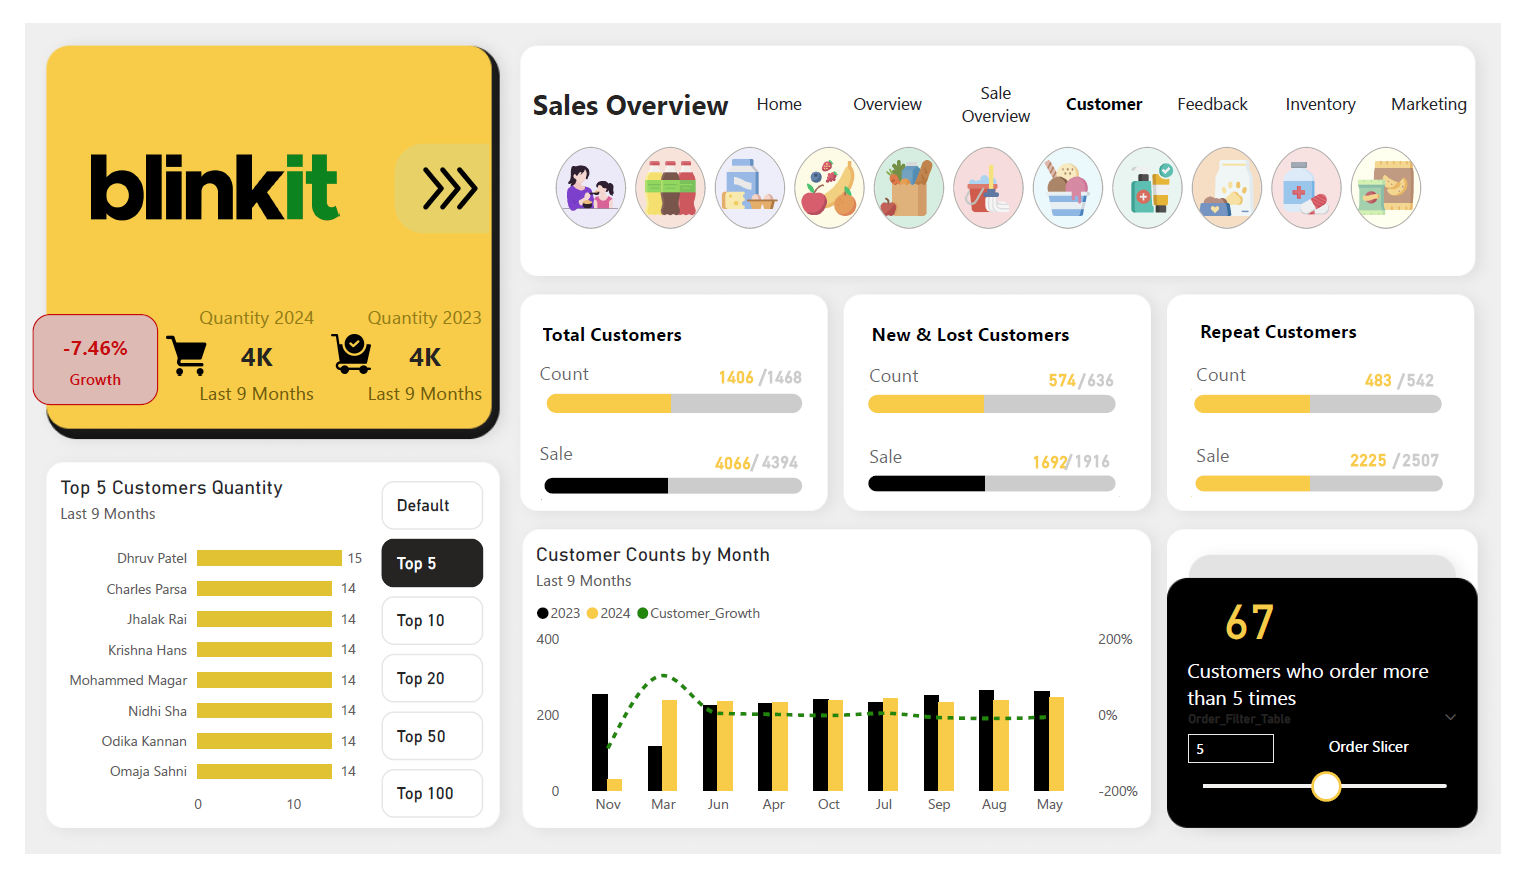 blinkit
Quantity 2024
4K
Last 9 Months
Quantity 2023
4K
Last 9 Months
-7.46%
Growth
Sales Overview
Home
Overview
Sale
Overview
Customer
Feedback
Inventory
Marketing
Total Customers
Count
1406 /1468
Sale
4066/ 4394
New & Lost Customers
Count
574 /636
Sale
1692/ 1916
Repeat Customers
Count
483 /542
Sale
2225 /2507
Top 5 Customers Quantity
Last 9 Months
Dhruv Patel 15
Charles Parsa 14
Jhalak Rai 14
Krishna Hans 14
Mohammed Magar 14
Nidhi Sha 14
Odika Kannan 14
Omaja Sahni 14
0 10
Default
Top 5
Top 10
Top 20
Top 50
Top 100
Customer Counts by Month
Last 9 Months
2023 2024 Customer_Growth
400 200%
200 0%
0 -200%
Nov Mar Jun Apr Oct Jul Sep Aug May
67
Customers who order more
than 5 times
Order_Filter_Table
5
Order Slicer